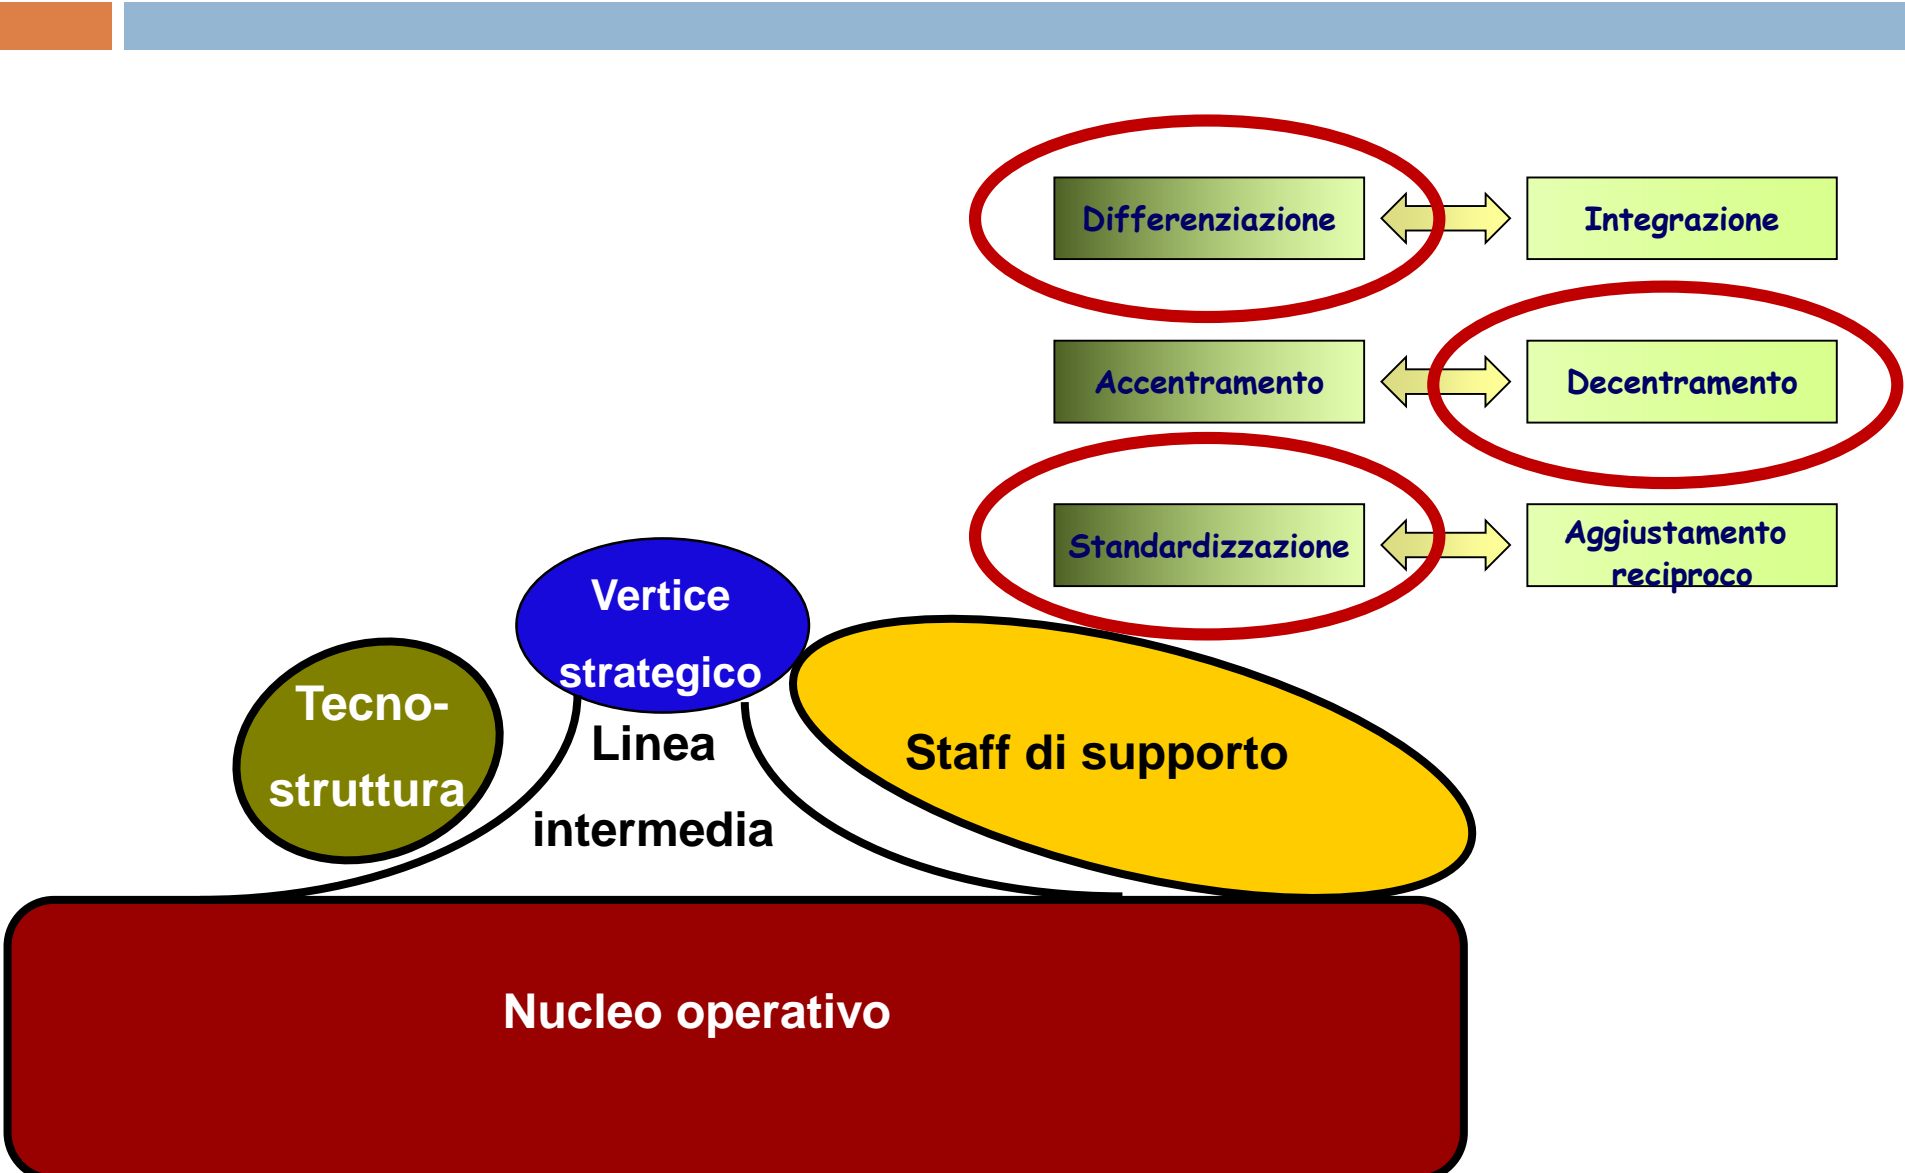 Differenziazione
Integrazione
Accentramento
Decentramento
Standardizzazione
Aggiustamento
reciproco
Vertice
strategico
Tecno-
struttura
Linea
intermedia
Staff di supporto
Nucleo operativo